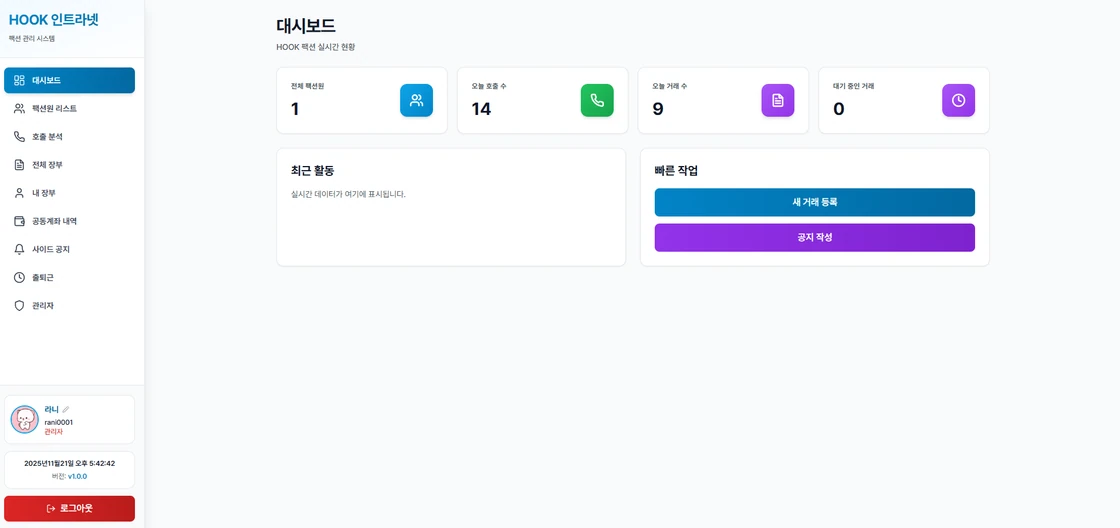 HOOK 인트라넷
팩션 관리 시스템
대시보드
팩션원 리스트
호출 분석
전체 장부
내 장부
공동계좌 내역
사이드 공지
출퇴근
관리자
라니
rani0001
관리자
2025년11월21일 오후 5:42:42
버전: v1.0.0
로그아웃
대시보드
HOOK 팩션 실시간 현황
전체 팩션원
1
오늘 호출 수
14
오늘 거래 수
9
대기 중인 거래
0
최근 활동
실시간 데이터가 여기에 표시됩니다.
빠른 작업
새 거래 등록
공지 작성